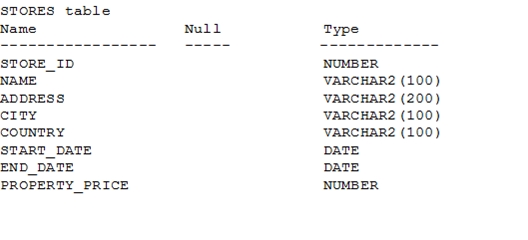 STORES table
Name Null Type
----------------- ----- -------------
STORE_ID NUMBER
NAME VARCHAR2(100)
ADDRESS VARCHAR2(200)
CITY VARCHAR2(100)
COUNTRY VARCHAR2(100)
START_DATE DATE
END_DATE DATE
PROPERTY_PRICE NUMBER